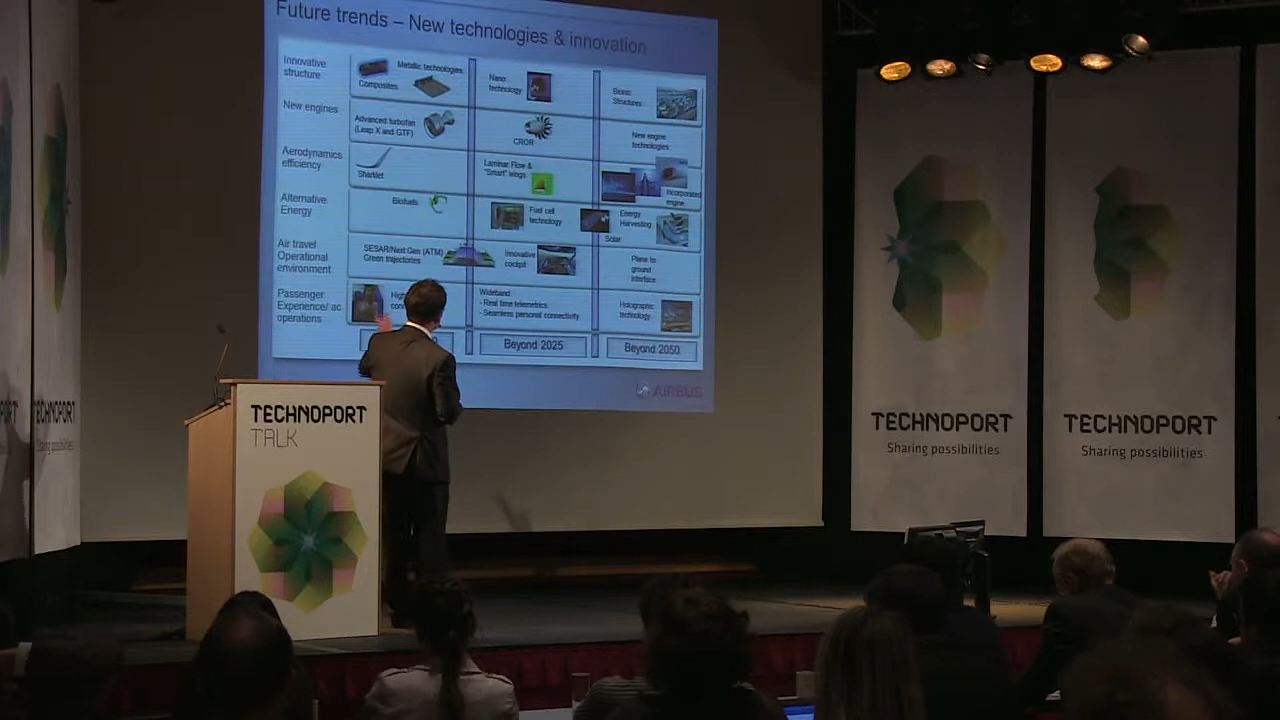 Future trends – New technologies & innovation
Innovative
structure
Composites
Metallic technologies
Nano
technology
Bionic
Structures
New engines
Advanced turbofan
(Leap X and GTF)
CROR
New engine
technologies
Aerodynamics
efficiency
Sharklet
Laminar Flow &
"Smart" wings
Incorporated
engine
Alternative
Energy
Biofuels
Fuel cell
technology
Energy
Harvesting
Solar
Air travel
Operational
environment
SESAR/Next Gen (ATM)
Green trajectories
Innovative
cockpit
Plane to
ground
interface
Passenger
Experience/ ac
operations
High
Wideband
- Real time telemetrics
- Seamless personal connectivity
Holographic
technology
Beyond 2025
Beyond 2050
AIRBUS
TECHNOPORT
TALK
TECHNOPORT
Sharing possibilities
TECHNOPORT
Sharing possibilities
TECHNOPORT
Sharing possibilities